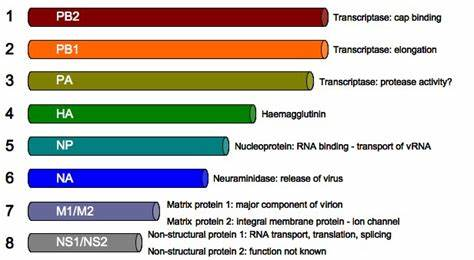 1 PB2 Transcriptase: cap binding
2 PB1 Transcriptase: elongation
3 PA Transcriptase: protease activity?
4 HA Haemagglutinin
5 NP Nucleoprotein: RNA binding - transport of vRNA
6 NA Neuraminidase: release of virus
7 M1/M2 Matrix protein 1: major component of virion
Matrix protein 2: integral membrane protein - ion channel
8 NS1/NS2 Non-structural protein 1: RNA transport, translation, splicing
Non-structural protein 2: function not known